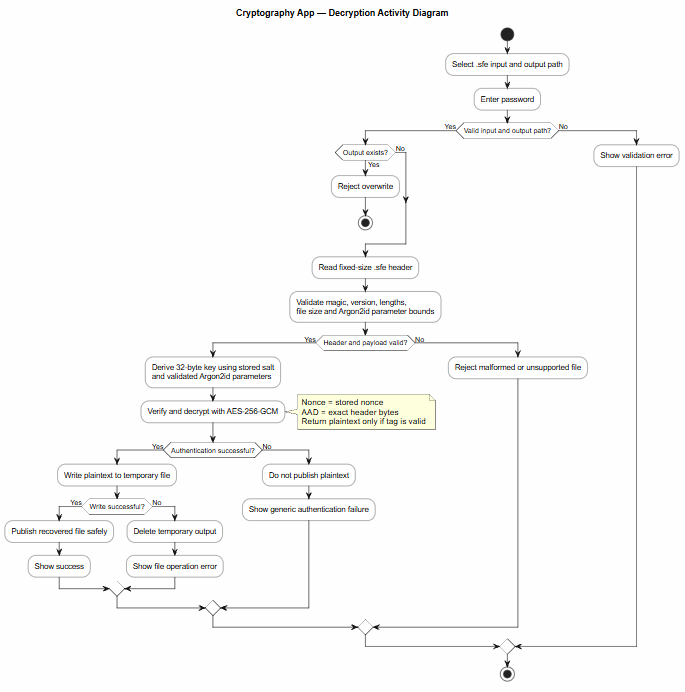 Cryptography App — Decryption Activity Diagram
Select .sfe input and output path
Enter password
Yes
Valid input and output path?
No
Output exists?
No
Yes
Show validation error
Reject overwrite
Read fixed-size .sfe header
Validate magic, version, lengths,
file size and Argon2id parameter bounds
Yes
Header and payload valid?
No
Derive 32-byte key using stored salt
and validated Argon2id parameters
Reject malformed or unsupported file
Verify and decrypt with AES-256-GCM
Nonce = stored nonce
AAD = exact header bytes
Return plaintext only if tag is valid
Yes
Authentication successful?
No
Write plaintext to temporary file
Do not publish plaintext
Yes
Write successful?
No
Show generic authentication failure
Publish recovered file safely
Delete temporary output
Show success
Show file operation error